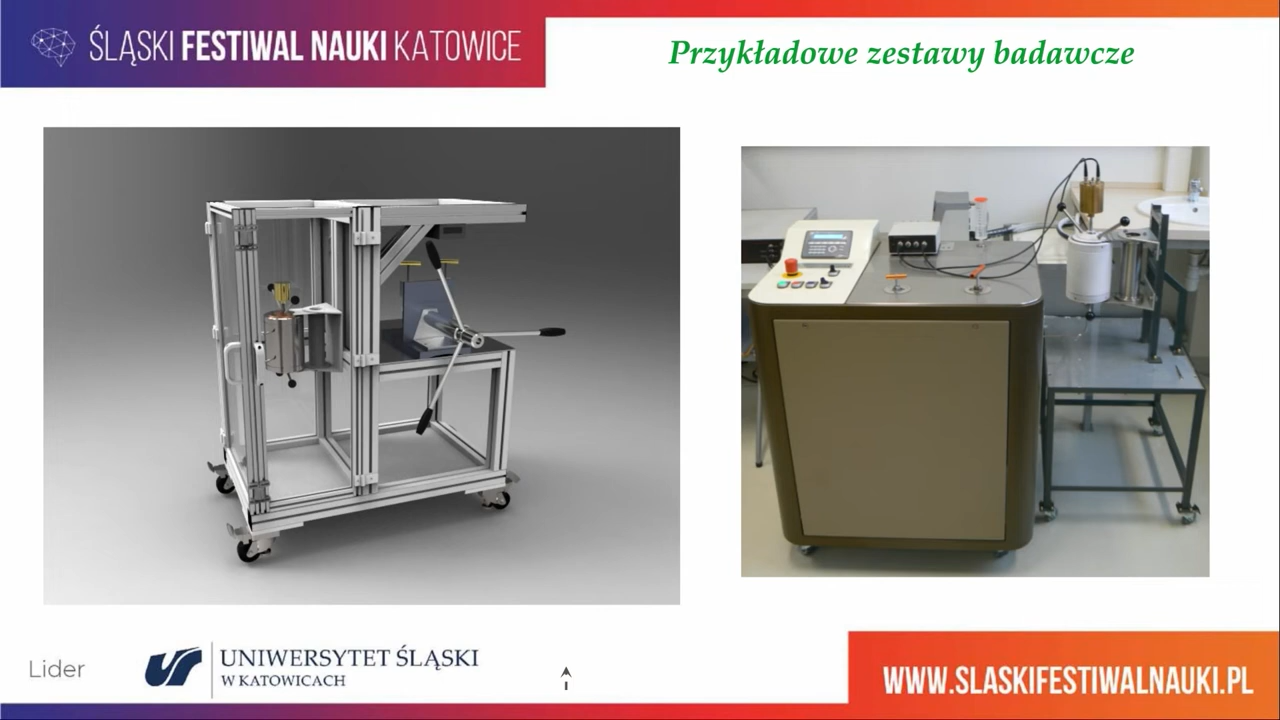 ŚLĄSKI FESTIWAL NAUKI KATOWICE
Przykładowe zestawy badawcze
Lider
UNIWERSYTET ŚLĄSKI
W KATOWICACH
WWW.SLASKIFESTIWALNAUKI.PL